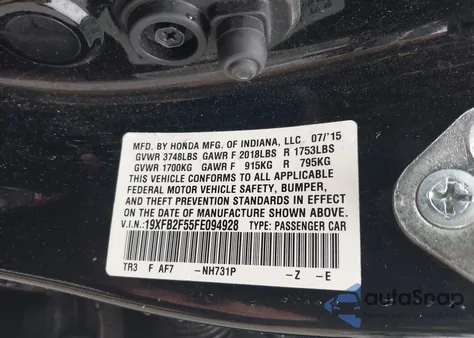 MFD. BY HONDA MFG. OF INDIANA, LLC 07/'15
GVWR 3748LBS GAWR F 2018LBS R 1753LBS
GVWR 1700KG GAWR F 915KG R 795KG
THIS VEHICLE CONFORMS TO ALL APPLICABLE
FEDERAL MOTOR VEHICLE SAFETY, BUMPER,
AND THEFT PREVENTION STANDARDS IN EFFECT
ON THE DATE OF MANUFACTURE SHOWN ABOVE.
V.I.N.:19XFB2F55FE094928 TYPE: PASSENGER CAR
TR3 F AF7 -NH731P -Z -E
autoSnap